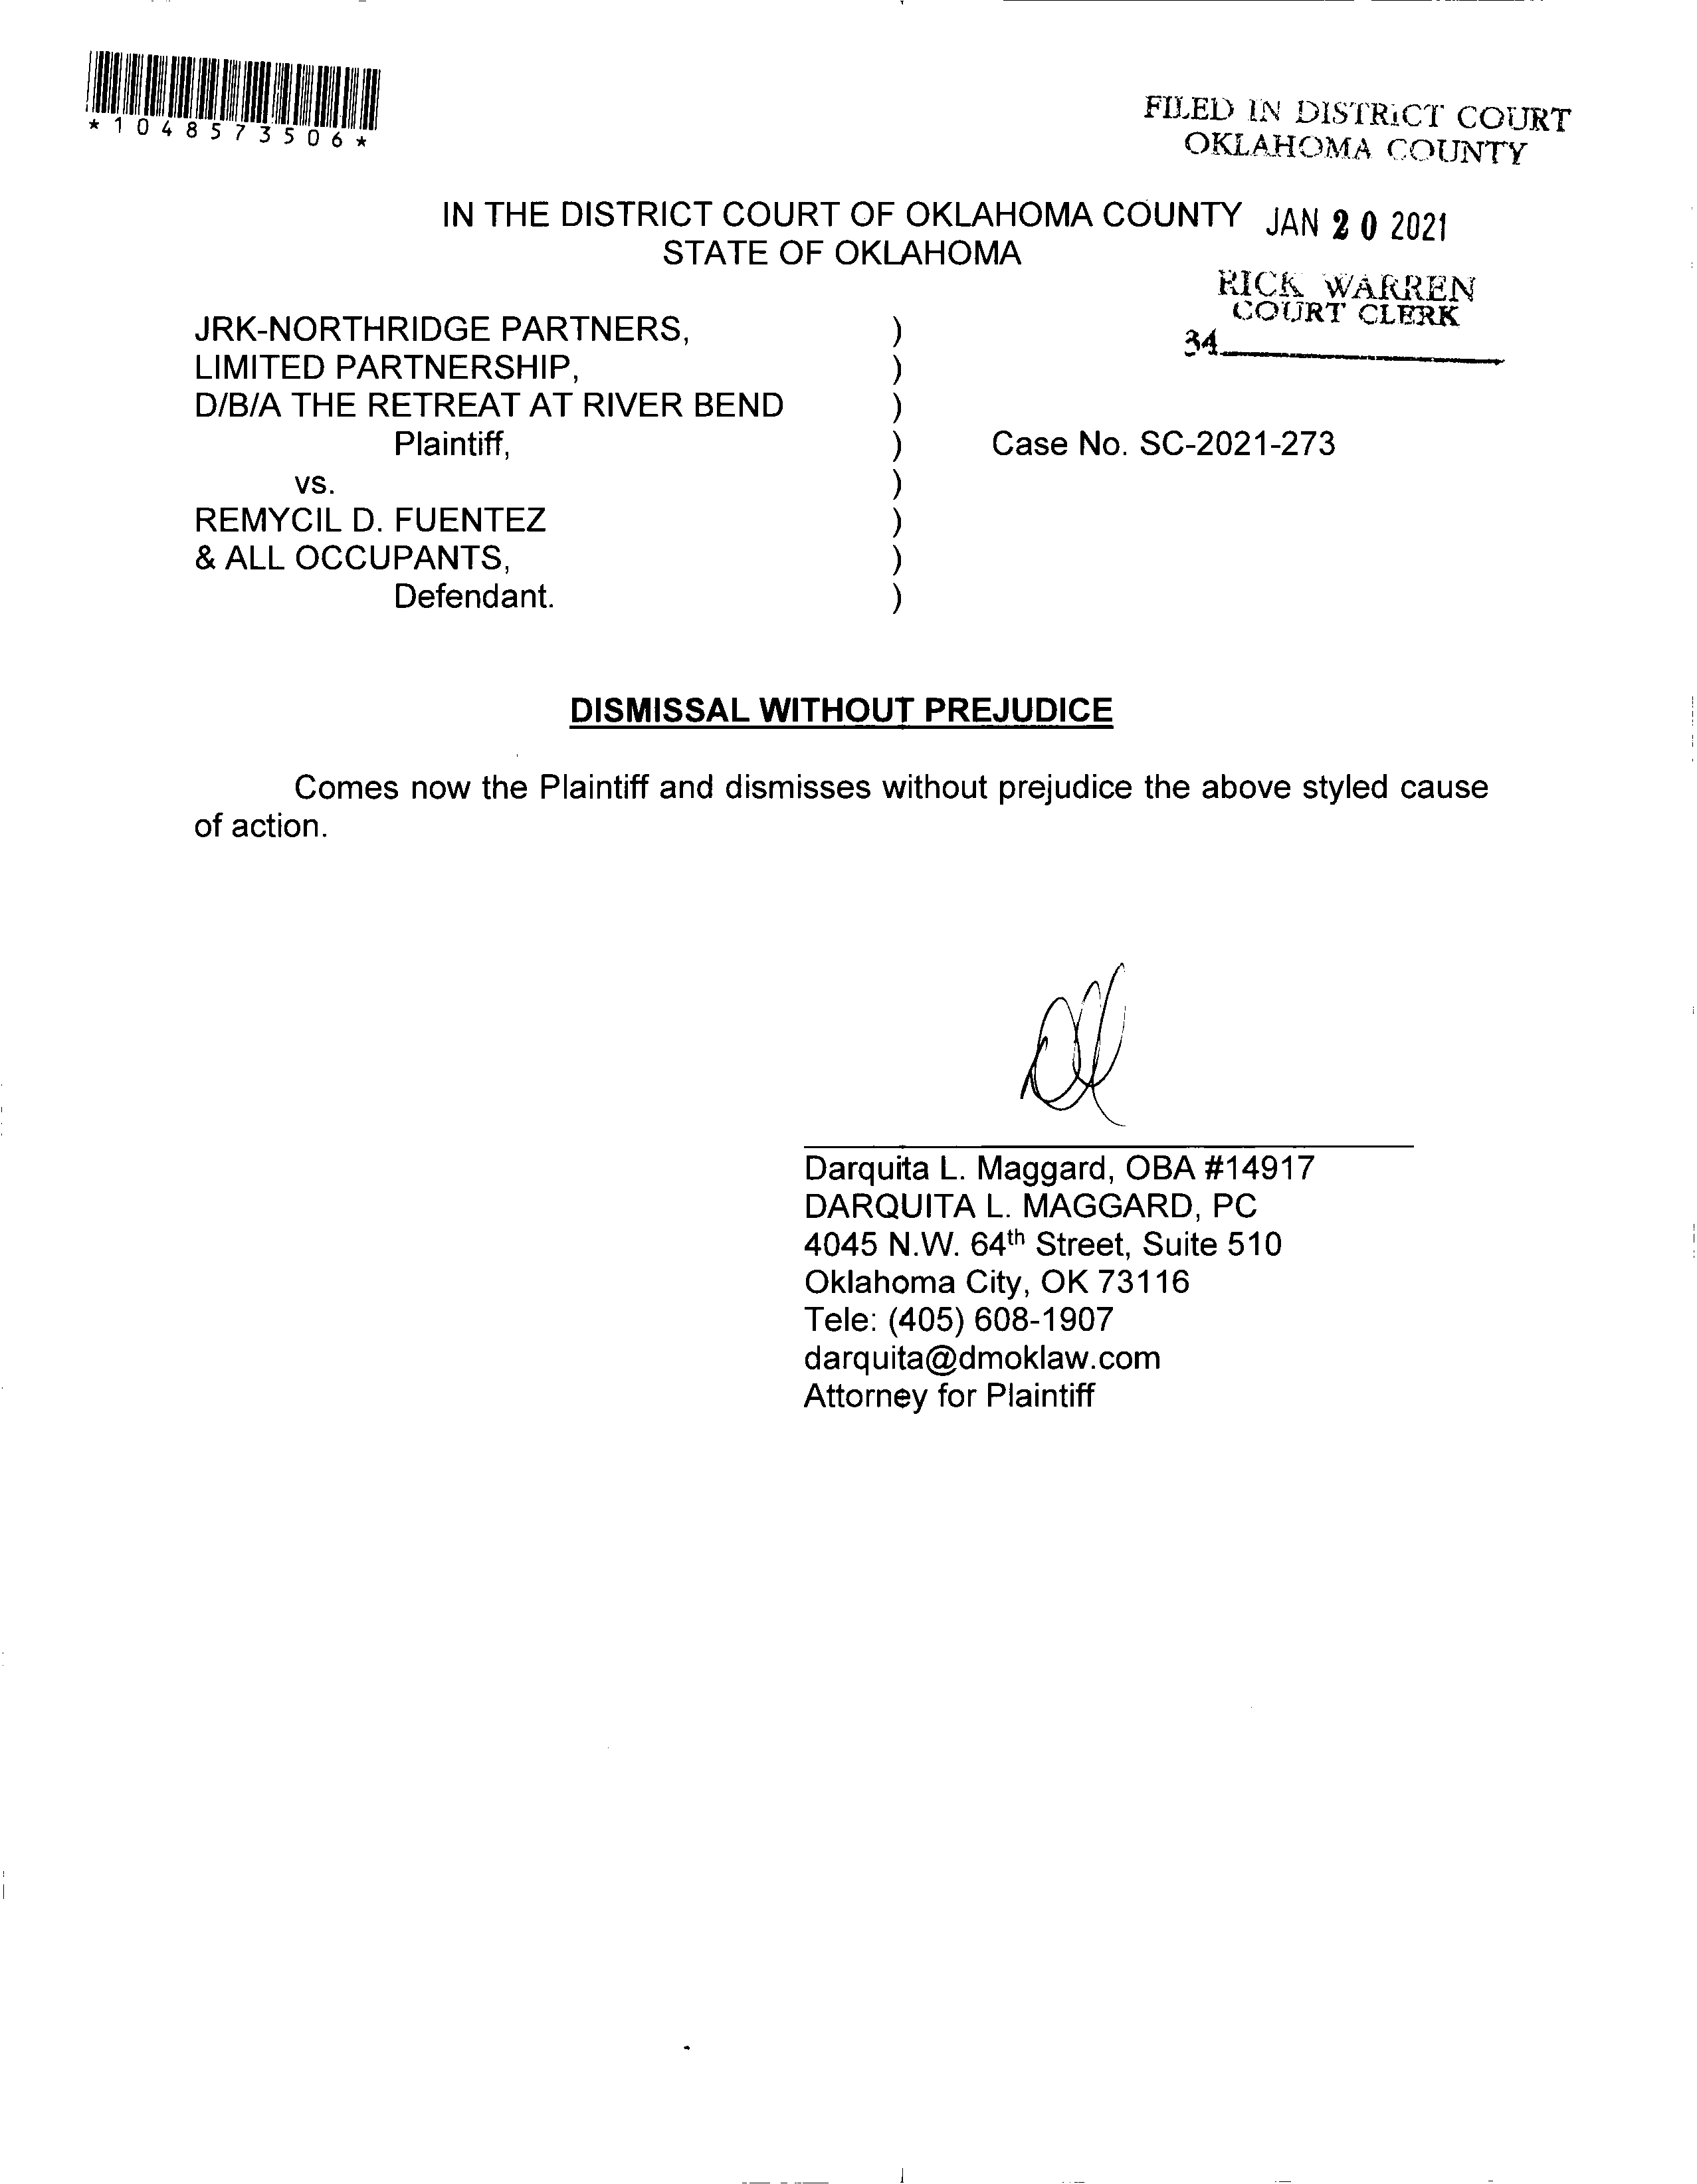 *1048573506*
FILED IN DISTRICT COURT
OKLAHOMA COUNTY
IN THE DISTRICT COURT OF OKLAHOMA COUNTY
STATE OF OKLAHOMA
JAN 20 2021
RICK WARREN
COURT CLERK
34
JRK-NORTHRIDGE PARTNERS, )
LIMITED PARTNERSHIP, )
D/B/A THE RETREAT AT RIVER BEND )
Plaintiff, ) Case No. SC-2021-273
vs. )
REMYCIL D. FUENTEZ )
& ALL OCCUPANTS, )
Defendant. )
DISMISSAL WITHOUT PREJUDICE
Comes now the Plaintiff and dismisses without prejudice the above styled cause
of action.
Darquita L. Maggard, OBA #14917
DARQUITA L. MAGGARD, PC
4045 N.W. 64th Street, Suite 510
Oklahoma City, OK 73116
Tele: (405) 608-1907
darquita@dmoklaw.com
Attorney for Plaintiff